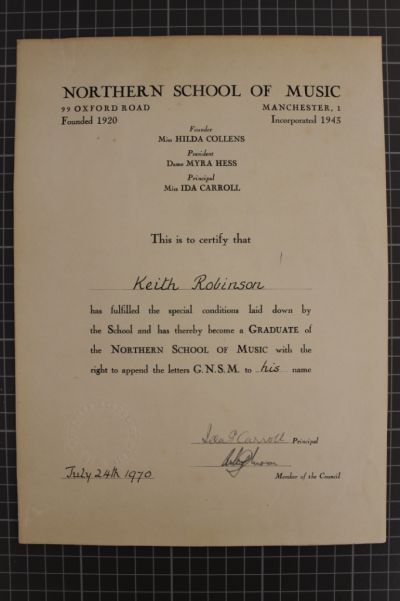 NORTHERN SCHOOL OF MUSIC
99 OXFORD ROAD MANCHESTER, 1
Founded 1920 Incorporated 1943
Founder
Miss HILDA COLLENS
President
Dame MYRA HESS
Principal
Miss IDA CARROLL
This is to certify that
Keith Robinson
has fulfilled the special conditions laid down by
the School and has thereby become a GRADUATE of
the NORTHERN SCHOOL OF MUSIC with the
right to append the letters G.N.S.M. to his name
Ida G Carroll Principal
July 24th 1970 Member of the Council